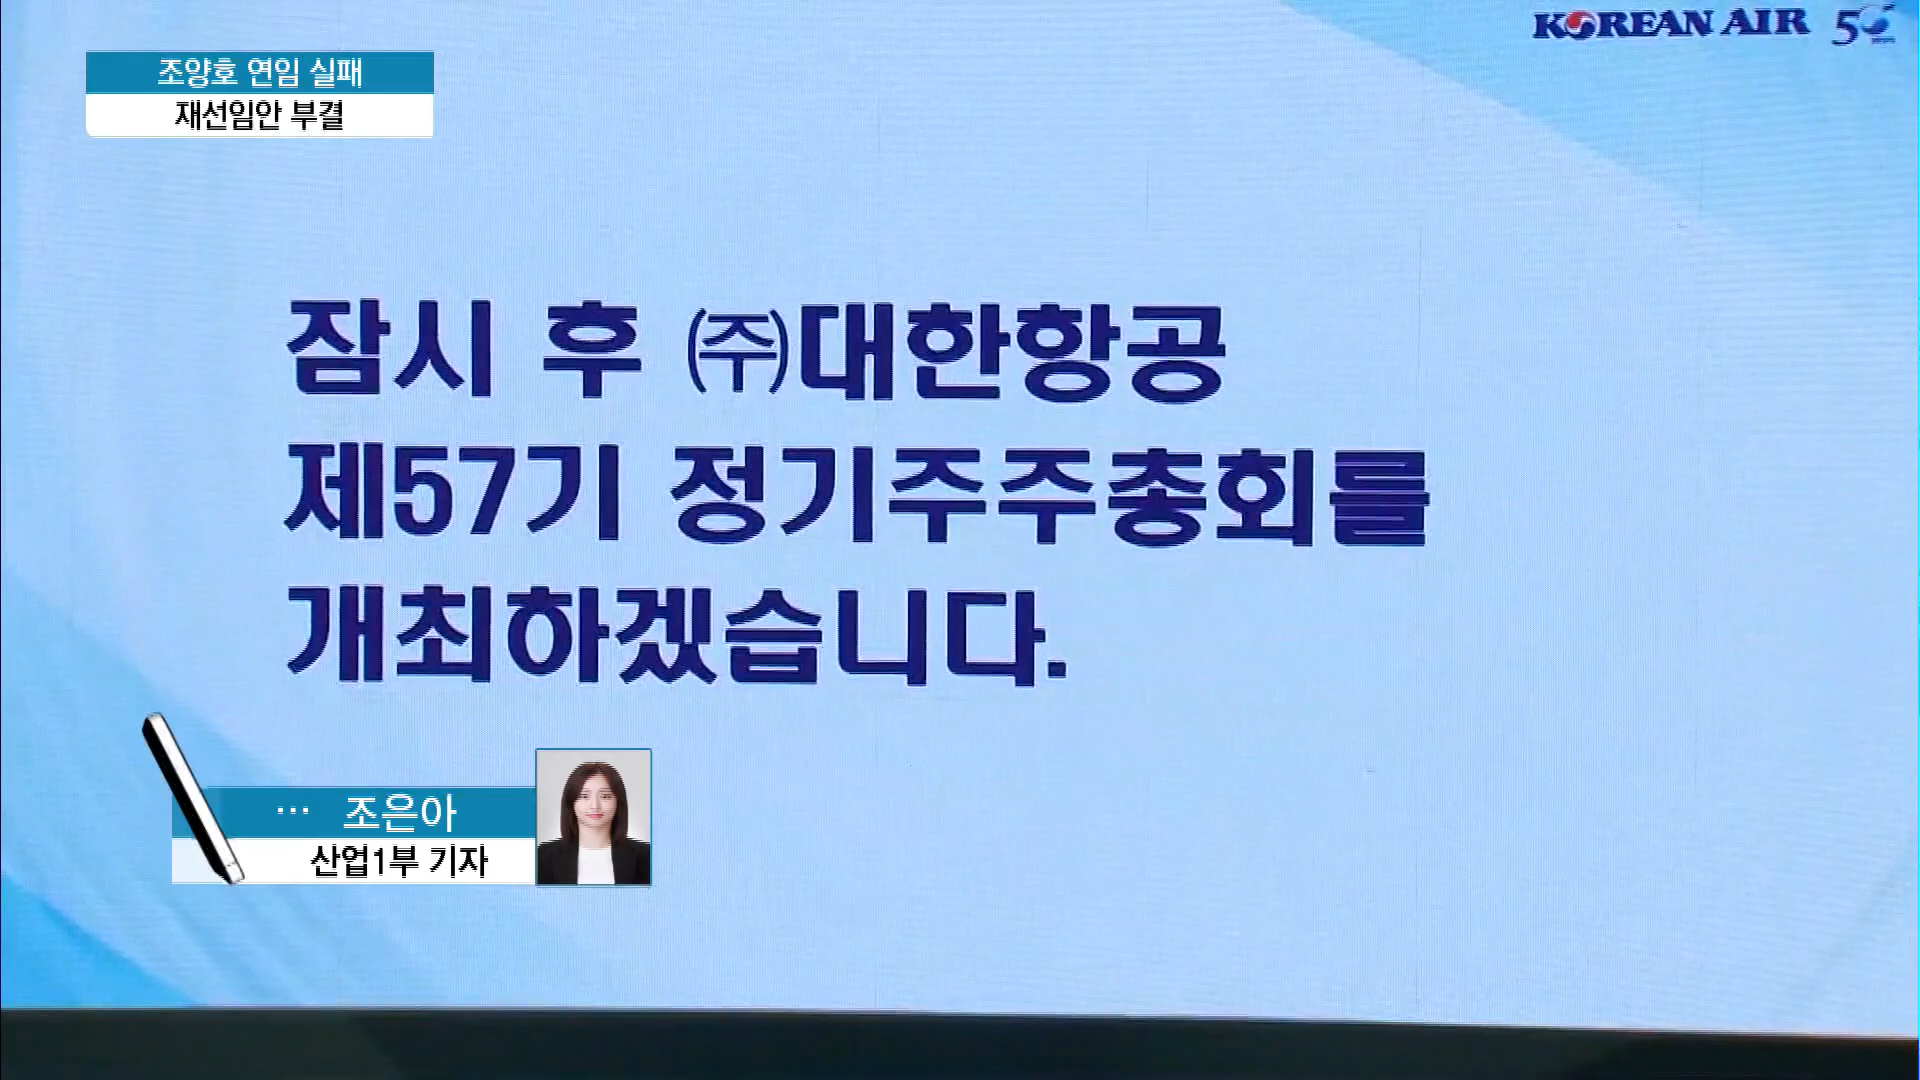 KOREAN AIR 50
조양호 연임 실패
재선임안 부결
잠시 후 ㈜대한항공
제57기 정기주주총회를
개최하겠습니다.
… 조은아
산업1부 기자